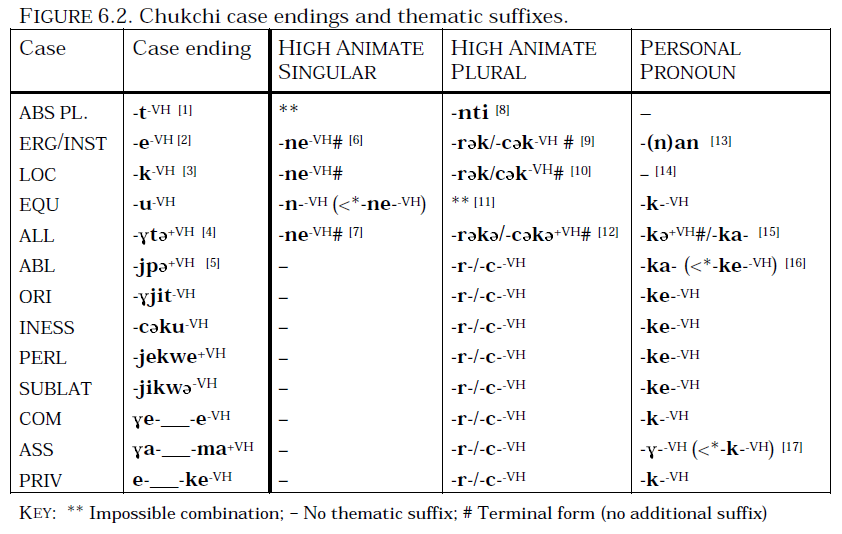 FIGURE 6.2. Chukchi case endings and thematic suffixes.
Case Case ending HIGH ANIMATE SINGULAR HIGH ANIMATE PLURAL PERSONAL PRONOUN
ABS PL. -t-VH [1] ** -nti [8] –
ERG/INST -e-VH [2] -ne-VH# [6] -rək/-cək-VH # [9] -(n)an [13]
LOC -k-VH [3] -ne-VH# -rək/cək-VH# [10] – [14]
EQU -u-VH -n--VH (<*-ne--VH) ** [11] -k--VH
ALL -ɣtə+VH [4] -ne-VH# [7] -rəkə/-cəkə+VH# [12] -kə+VH#/-ka- [15]
ABL -jpə+VH [5] – -r-/-c--VH -ka- (<*-ke--VH) [16]
ORI -ɣjit-VH – -r-/-c--VH -ke--VH
INESS -cəku-VH – -r-/-c--VH -ke--VH
PERL -jekwe+VH – -r-/-c--VH -ke--VH
SUBLAT -jikwə-VH – -r-/-c--VH -ke--VH
COM ɣe-___-e-VH – -r-/-c--VH -k--VH
ASS ɣa-___-ma+VH – -r-/-c--VH -ɣ--VH (<*-k--VH) [17]
PRIV e-___-ke-VH – -r-/-c--VH -k--VH
KEY: ** Impossible combination; – No thematic suffix; # Terminal form (no additional suffix)